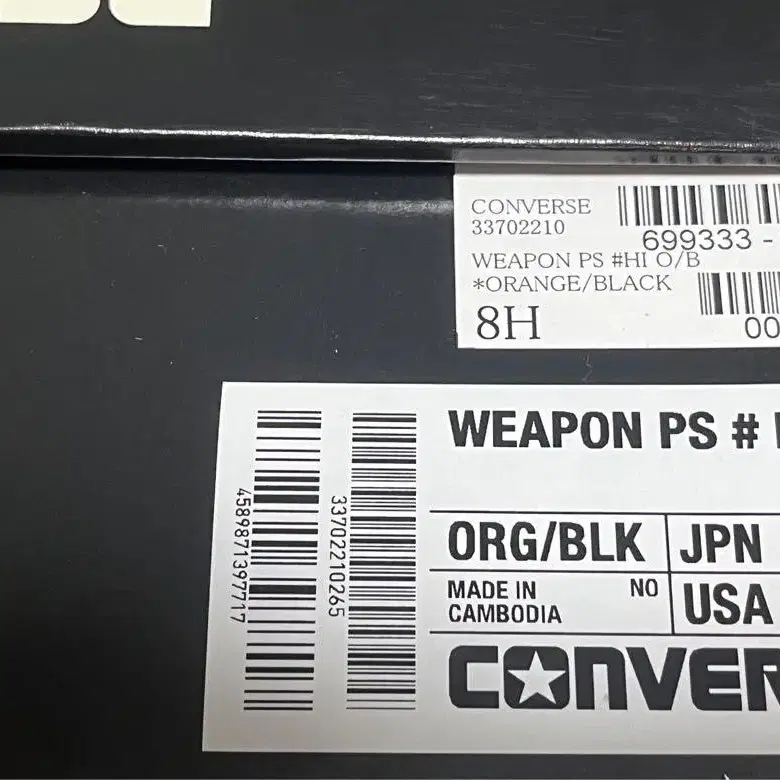 CONVERSE
33702210
699333 -
WEAPON PS #HI O/B
*ORANGE/BLACK
8H
00
WEAPON PS #
ORG/BLK JPN
MADE IN CAMBODIA NO USA
CONVER
4589871397717
33702210265